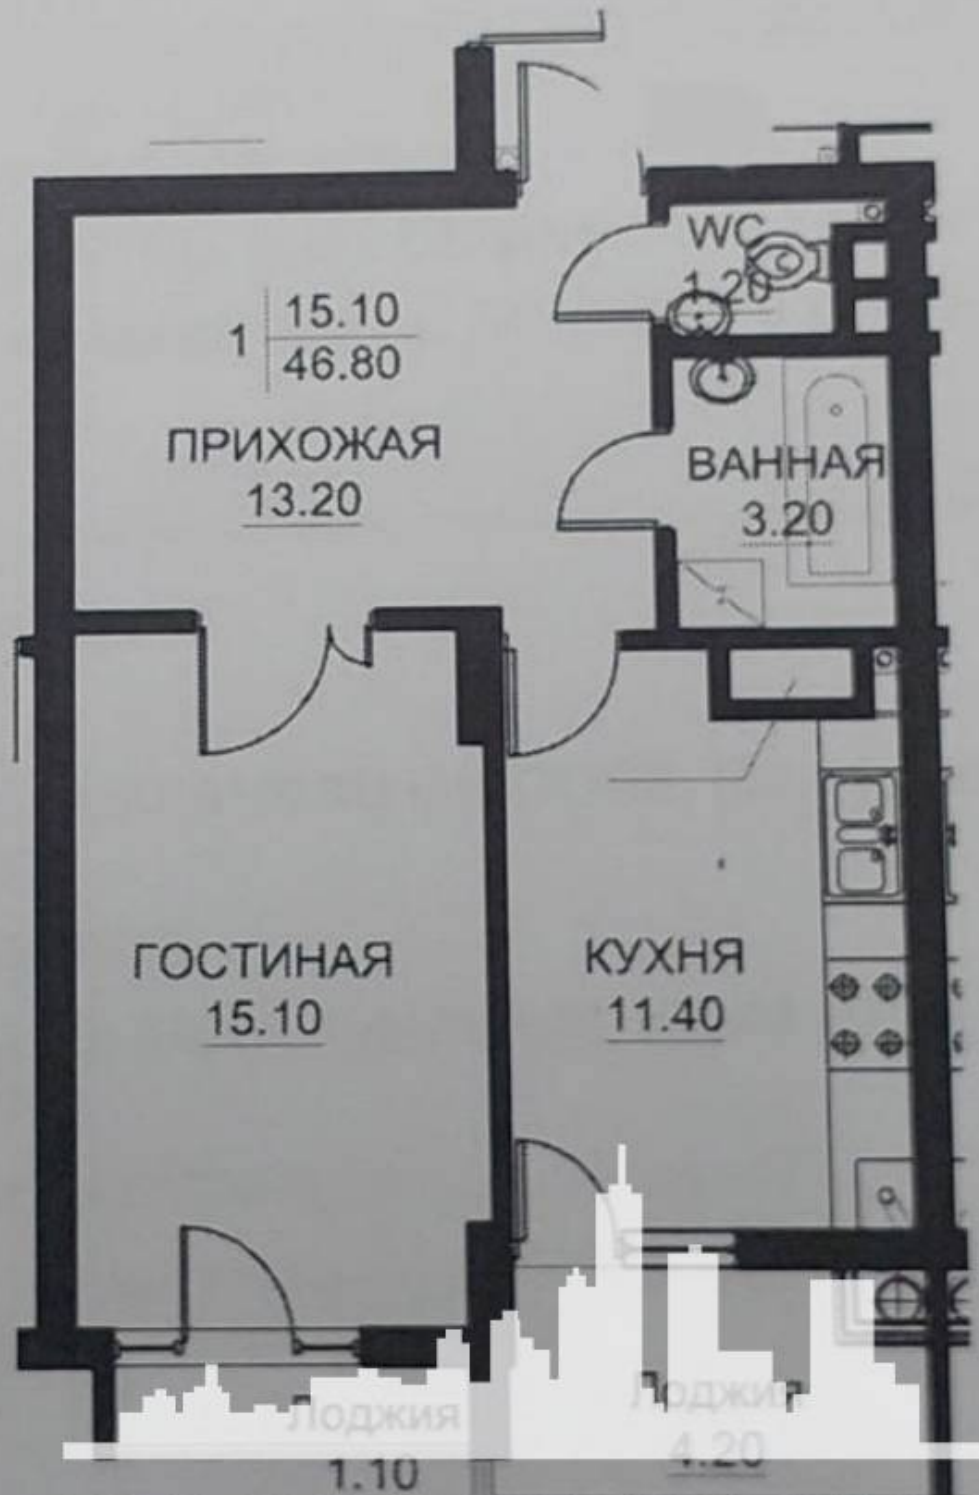 WC
1.20
1 15.10
46.80
ПРИХОЖАЯ
13.20
ВАННАЯ
3.20
ГОСТИНАЯ
15.10
КУХНЯ
11.40
Лоджия
1.10
Лоджия
4.20